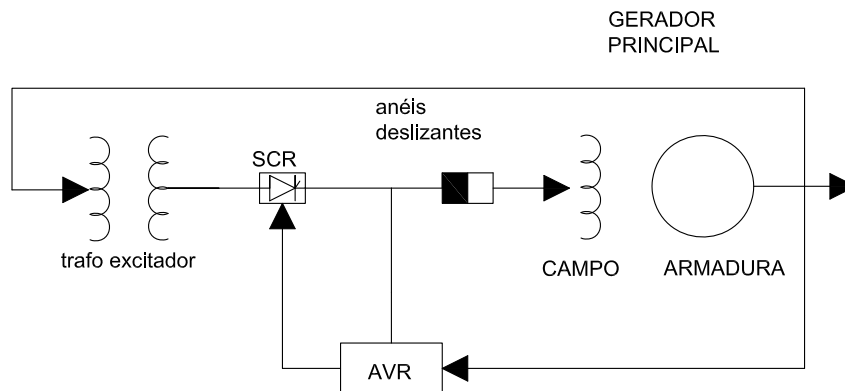 GERADOR
PRINCIPAL
anéis
deslizantes
SCR
trafo excitador
CAMPO
ARMADURA
AVR